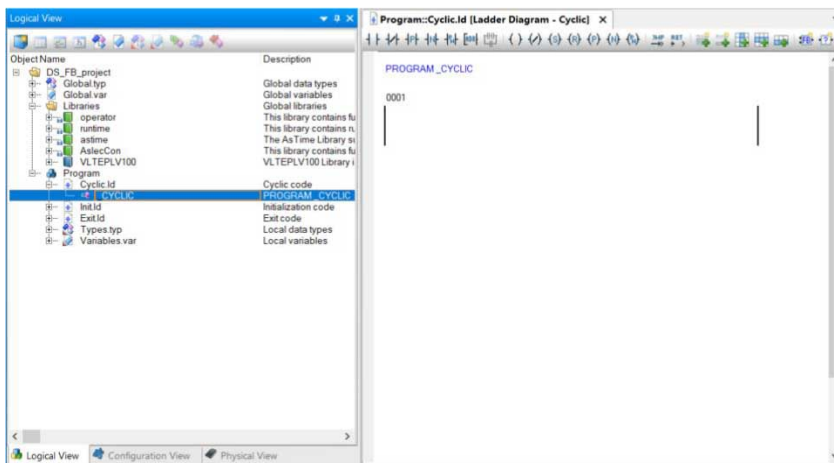 Logical View
Object Name Description
DS_FB_project
Global.typ Global data types
Global.var Global variables
Libraries Global libraries
operator This library contains fu
runtime This library contains ru
astime The AsTime Library su
AsIecCon This library contains fu
VLTEPLV100 VLTEPLV100 Library i
Program
Cyclic.ld Cyclic code
CYCLIC PROGRAM _CYCLIC
Init.ld Initialization code
Exit.ld Exit code
Types.typ Local data types
Variables.var Local variables
Logical View Configuration View Physical View
Program::Cyclic.ld [Ladder Diagram - Cyclic]
PROGRAM _CYCLIC
0001